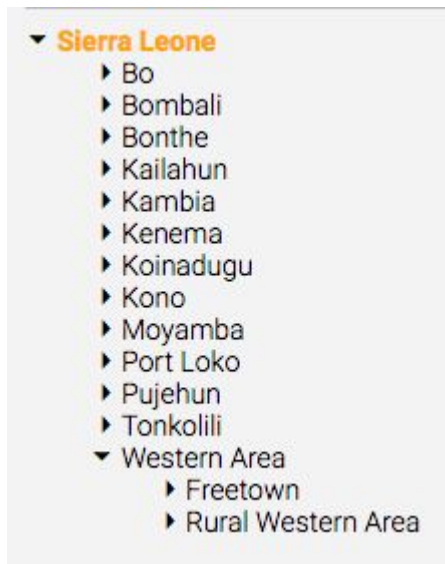 Sierra Leone
Bo
Bombali
Bonthe
Kailahun
Kambia
Kenema
Koinadugu
Kono
Moyamba
Port Loko
Pujehun
Tonkolili
Western Area
Freetown
Rural Western Area